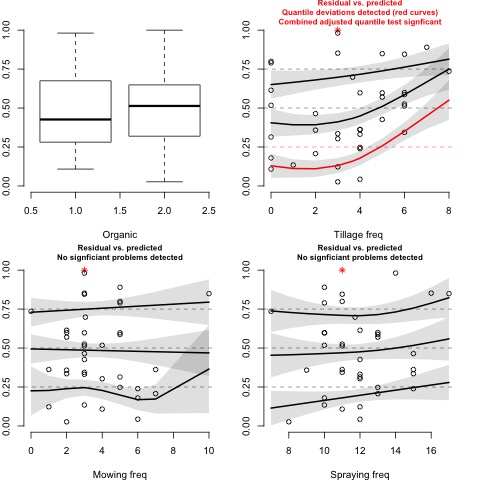 Residual vs. predicted
Quantile deviations detected (red curves)
Combined adjusted quantile test signficant
0.00 0.25 0.50 0.75 1.00
0.5 1.0 1.5 2.0 2.5
Organic
0.00 0.25 0.50 0.75 1.00
0 2 4 6 8
Tillage freq
Residual vs. predicted
No signficiant problems detected
0.00 0.25 0.50 0.75 1.00
0 2 4 6 8 10
Mowing freq
Residual vs. predicted
No signficiant problems detected
0.00 0.25 0.50 0.75 1.00
8 10 12 14 16
Spraying freq